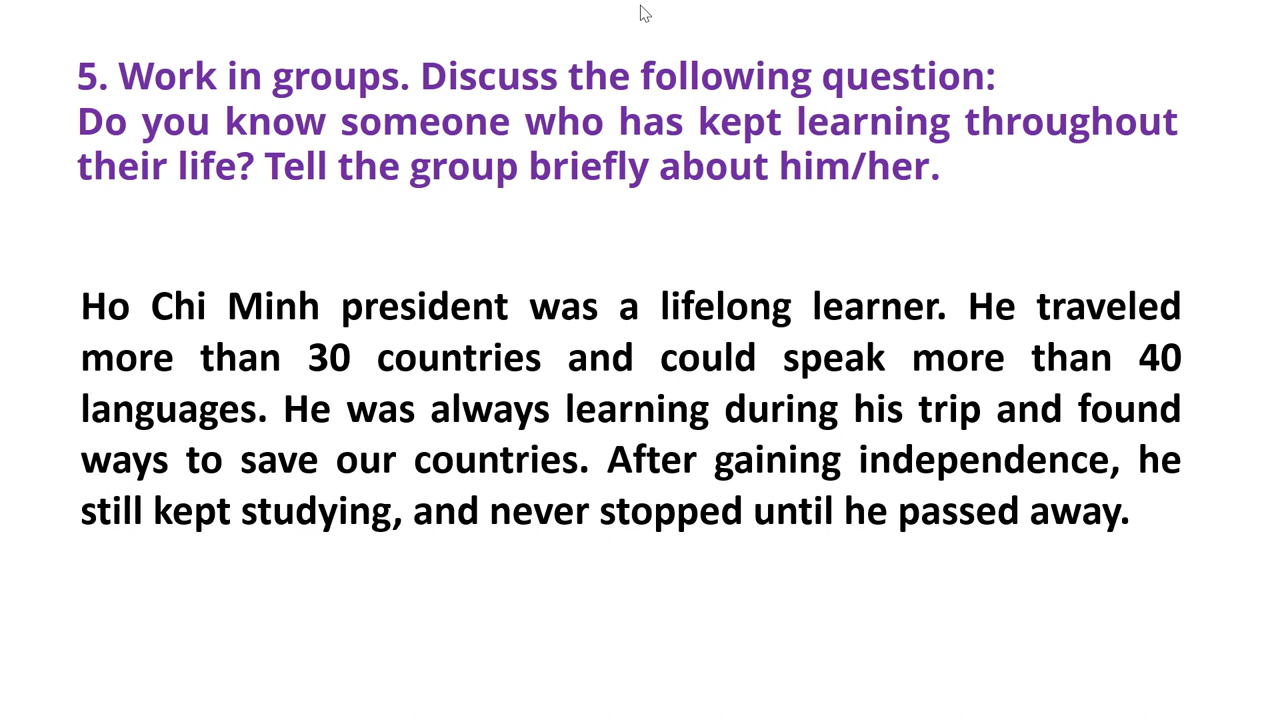 5. Work in groups. Discuss the following question:
Do you know someone who has kept learning throughout
their life? Tell the group briefly about him/her.
Ho Chi Minh president was a lifelong learner. He traveled
more than 30 countries and could speak more than 40
languages. He was always learning during his trip and found
ways to save our countries. After gaining independence, he
still kept studying, and never stopped until he passed away.